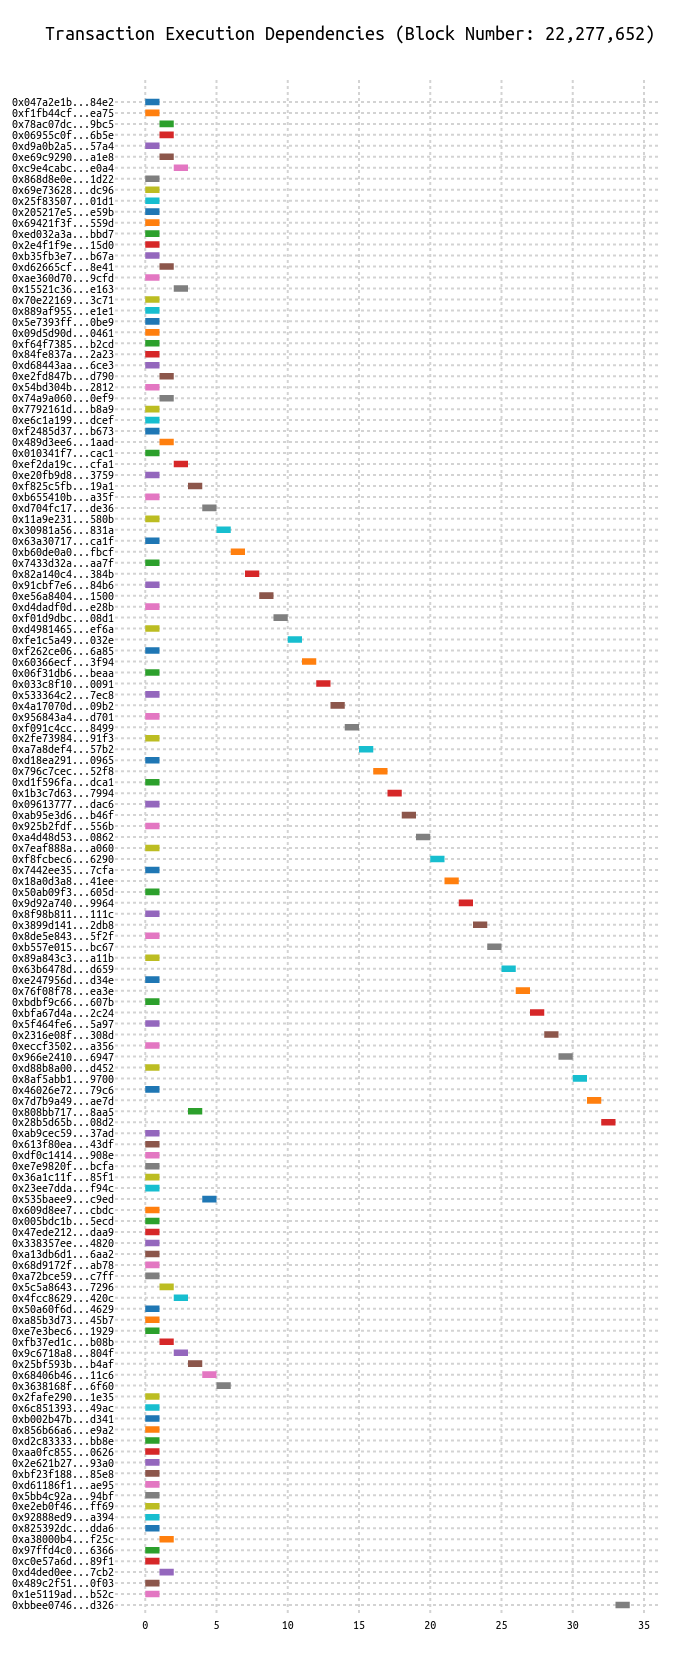 Transaction Execution Dependencies (Block Number: 22,277,652)
0x047a2e1b...84e2
0xf1fb44cf...ea75
0x78ac07dc...9bc5
0x06955c0f...6b5e
0xd9a0b2a5...57a4
0xe69c9290...a1e8
0xc9e4cabc...e0a4
0x868d8e0e...1d22
0x69e73628...dc96
0x25f83507...01d1
0x205217e5...e59b
0x69421f3f...559d
0xed032a3a...bbd7
0x2e4f1f9e...15d0
0xb35fb3e7...b67a
0xd62665cf...8e41
0xae360d70...9cfd
0x15521c36...e163
0x70e22169...3c71
0x889af955...e1e1
0x5e7393ff...0be9
0x09d5d90d...0461
0xf64f7385...b2cd
0x84fe837a...2a23
0xd68443aa...6ce3
0xe2fd847b...d790
0x54bd304b...2812
0x74a9a060...0ef9
0x7792161d...b8a9
0xe6c1a199...dcef
0xf2485d37...b673
0x489d3ee6...1aad
0x010341f7...cac1
0xef2da19c...cfa1
0xe20fb9d8...3759
0xf825c5fb...19a1
0xb655410b...a35f
0xd704fc17...de36
0x11a9e231...580b
0x30981a56...831a
0x63a30717...ca1f
0xb60de0a0...fbcf
0x7433d32a...aa7f
0x82a140c4...384b
0x91cbf7e6...84b6
0xe56a8404...1500
0xd4dadf0d...e28b
0xf01d9dbc...08d1
0xd4981465...ef6a
0xfe1c5a49...032e
0xf262ce06...6a85
0x60366ecf...3f94
0x06f31db6...beaa
0x033c8f10...0091
0x533364c2...7ec8
0x4a17070d...09b2
0x956843a4...d701
0xf091c4cc...8499
0x2fe73984...91f3
0xa7a8def4...57b2
0xd18ea291...0965
0x796c7cec...52f8
0xd1f596fa...dca1
0x1b3c7d63...7994
0x09613777...dac6
0xab95e3d6...b46f
0x925b2fdf...556b
0xa4d48d53...0862
0x7eaf888a...a060
0xf8fcbec6...6290
0x7442ee35...7cfa
0x18a0d3a8...41ee
0x50ab09f3...605d
0x9d92a740...9964
0x8f98b811...111c
0x3899d141...2db8
0x8de5e843...5f2f
0xb557e015...bc67
0x89a843c3...a11b
0x63b6478d...d659
0xe247956d...d34e
0x76f08f78...ea3e
0xbdbf9c66...607b
0xbfa67d4a...2c24
0x5f464fe6...5a97
0x2316e08f...308d
0xeccf3502...a356
0x966e2410...6947
0xd88b8a00...d452
0x8af5abb1...9700
0x46026e72...79c6
0x7d7b9a49...ae7d
0x808bb717...8aa5
0x28b5d65b...08d2
0xab9cec59...37ad
0x613f80ea...43df
0xdf0c1414...908e
0xe7e9820f...bcfa
0x36a1c11f...85f1
0x23ee7dda...f94c
0x535baee9...c9ed
0x609d8ee7...cbdc
0x005bdc1b...5ecd
0x47ede212...daa9
0x338357ee...4820
0xa13db6d1...6aa2
0x68d9172f...ab78
0xa72bce59...c7ff
0x5c5a8643...7296
0x4fcc8629...420c
0x50a60f6d...4629
0xa85b3d73...45b7
0xe7e3bec6...1929
0xfb37ed1c...b08b
0x9c6718a8...804f
0x25bf593b...b4af
0x68406b46...11c6
0x3638168f...6f60
0x2fafe290...1e35
0x6c851393...49ac
0xb002b47b...d341
0x856b66a6...e9a2
0xd2c83333...bb8e
0xaa0fc855...0626
0x2e621b27...93a0
0xbf23f188...85e8
0xd61186f1...ae95
0x5bb4c92a...94bf
0xe2eb0f46...ff69
0x92888ed9...a394
0x825392dc...dda6
0xa38000b4...f25c
0x97ffd4c0...6366
0xc0e57a6d...89f1
0xd4ded0ee...7cb2
0x489c2f51...0f03
0x1e5119ad...b52c
0xbbee0746...d326
0 5 10 15 20 25 30 35